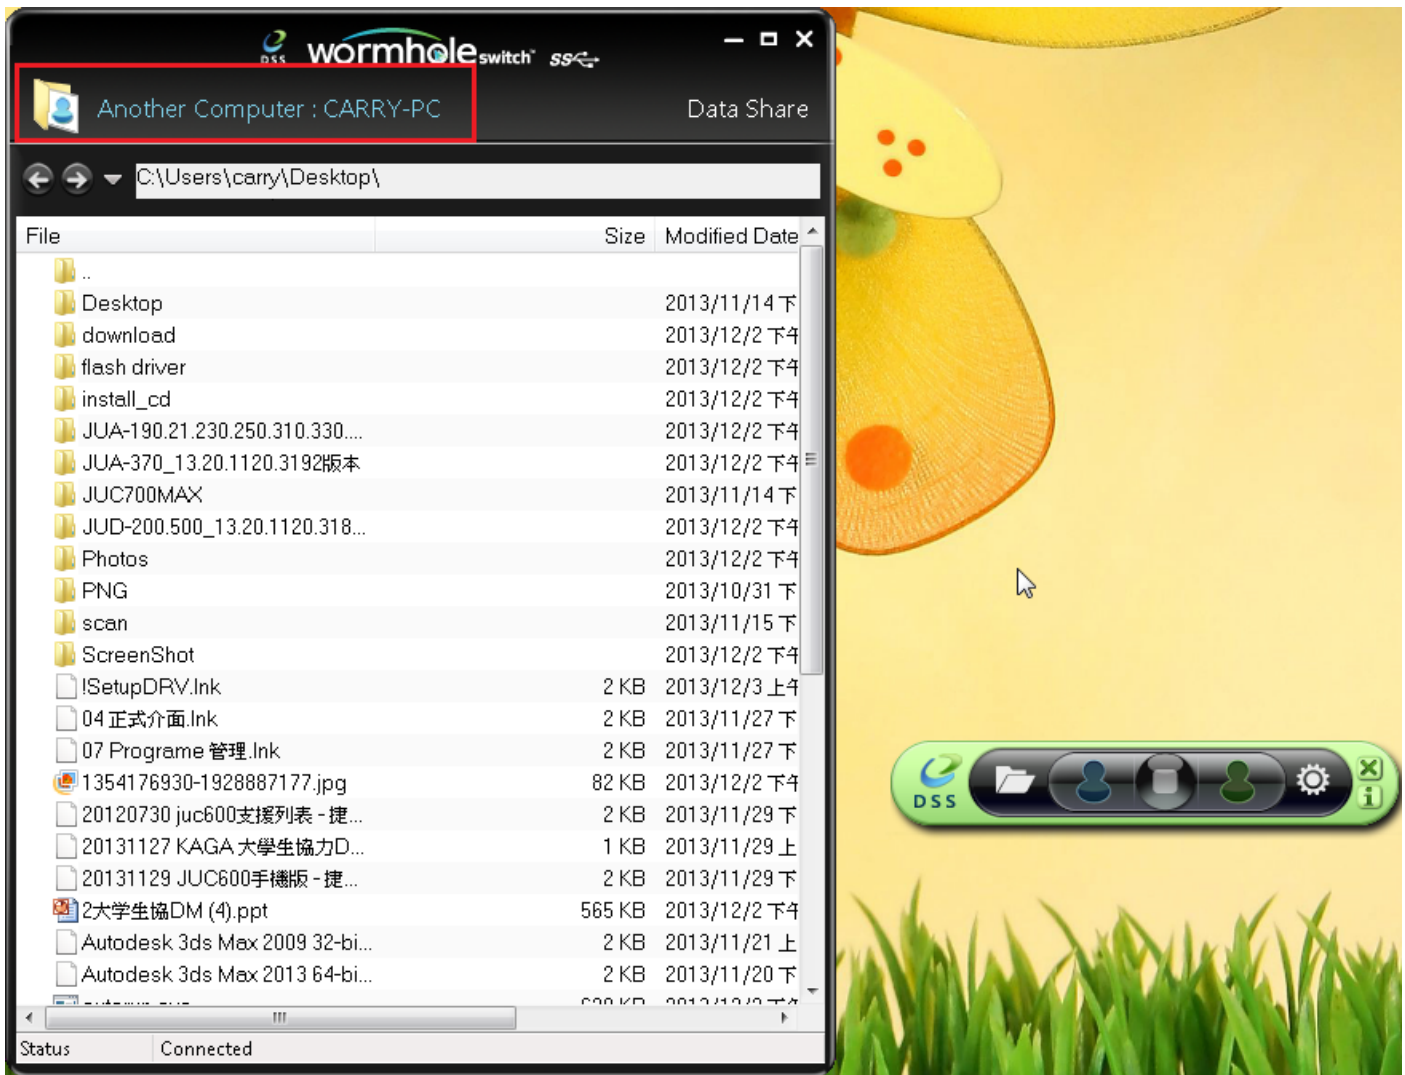 DSS wormhole switch™ SS
Another Computer : CARRY-PC Data Share
C:\Users\carry\Desktop\
File Size Modified Date
..
Desktop 2013/11/14 下
download 2013/12/2 下午
flash driver 2013/12/2 下午
install_cd 2013/12/2 下午
JUA-190.21.230.250.310.330.... 2013/12/2 下午
JUA-370_13.20.1120.3192版本 2013/12/2 下午
JUC700MAX 2013/11/14 下
JUD-200.500_13.20.1120.318... 2013/12/2 下午
Photos 2013/12/2 下午
PNG 2013/10/31 下
scan 2013/11/15 下
ScreenShot 2013/12/2 下午
!SetupDRV.lnk 2 KB 2013/12/3 上午
04 正式介面.lnk 2 KB 2013/11/27 下
07 Programe 管理.lnk 2 KB 2013/11/27 下
1354176930-1928887177.jpg 82 KB 2013/12/2 下午
20120730 juc600支援列表 - 捷... 2 KB 2013/11/29 下
20131127 KAGA 大學生協力D... 1 KB 2013/11/29 上
20131129 JUC600手機版 - 捷... 2 KB 2013/11/29 下
2大学生協DM (4).ppt 565 KB 2013/12/2 下午
Autodesk 3ds Max 2009 32-bi... 2 KB 2013/11/21 上
Autodesk 3ds Max 2013 64-bi... 2 KB 2013/11/20 下
Status Connected
DSS